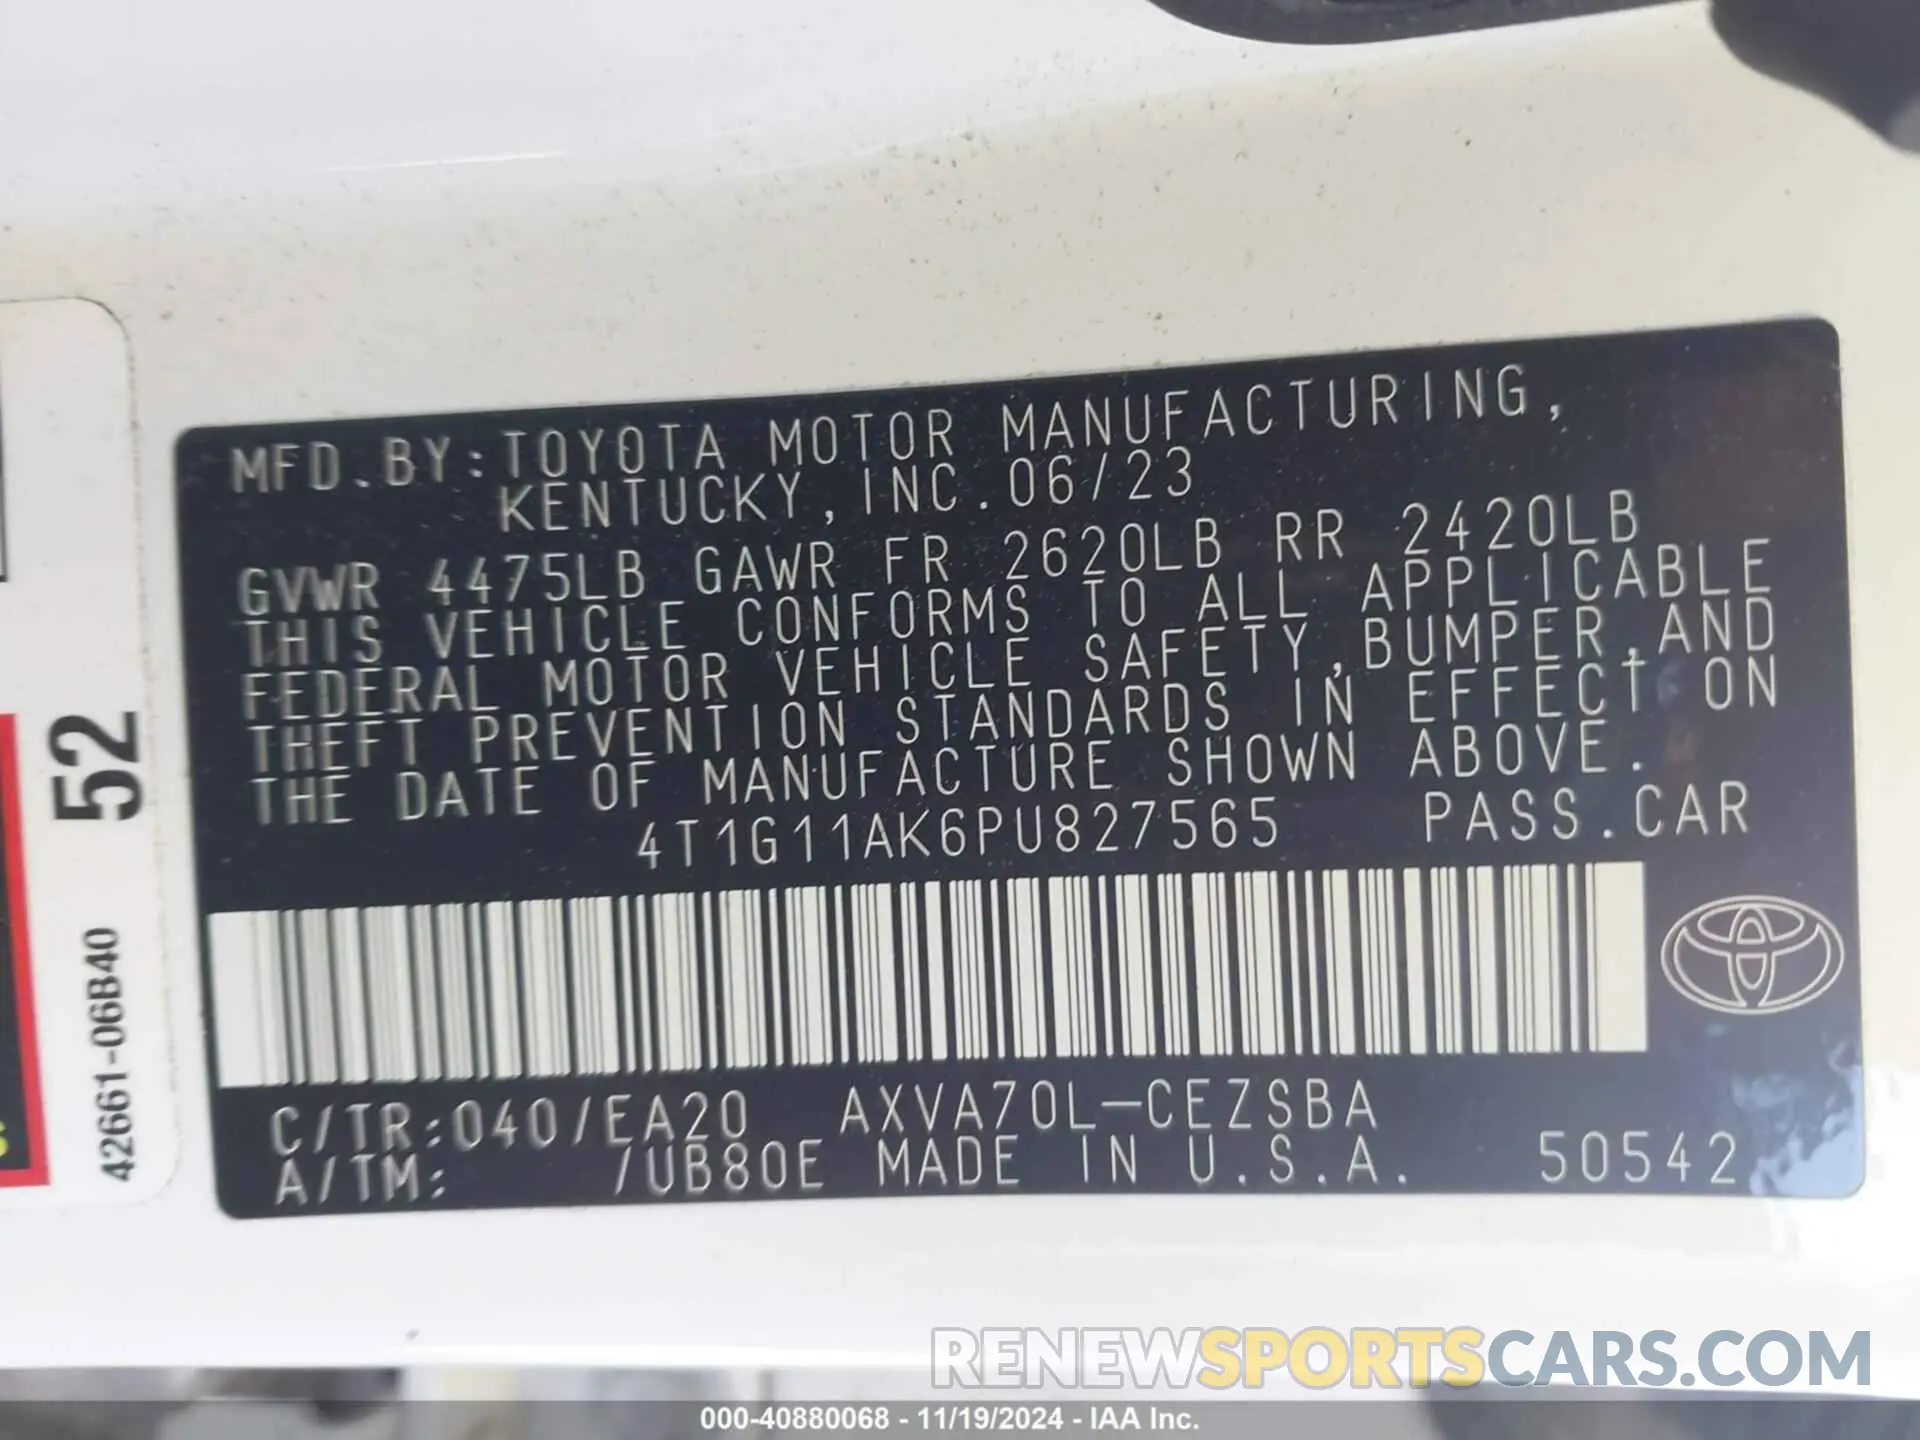 MFD.BY:TOYOTA MOTOR MANUFACTURING,
KENTUCKY, INC.06/23
GVWR 4475LB GAWR FR 2620LB RR 2420LB
THIS VEHICLE CONFORMS TO ALL APPLICABLE
FEDERAL MOTOR VEHICLE SAFETY,BUMPER,AND
THEFT PREVENTION STANDARDS IN EFFECT ON
THE DATE OF MANUFACTURE SHOWN ABOVE.
4T1G11AK6PU827565 PASS.CAR
C/TR:040/EA20 AXVA70L-CEZSBA
A/TM: /UB80E MADE IN U.S.A. 50542
52
42661-06B40
RENEWSPORTSCARS.COM
000-40880068 - 11/19/2024 - IAA Inc.